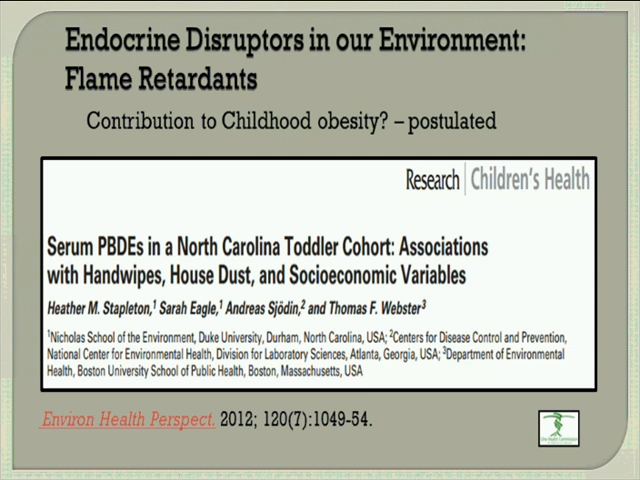 Endocrine Disruptors in our Environment:
Flame Retardants
Contribution to Childhood obesity? – postulated
Research | Children's Health
Serum PBDEs in a North Carolina Toddler Cohort: Associations
with Handwipes, House Dust, and Socioeconomic Variables
Heather M. Stapleton,¹ Sarah Eagle,¹ Andreas Sjödin,² and Thomas F. Webster³
¹Nicholas School of the Environment, Duke University, Durham, North Carolina, USA; ²Centers for Disease Control and Prevention,
National Center for Environmental Health, Division for Laboratory Sciences, Atlanta, Georgia, USA; ³Department of Environmental
Health, Boston University School of Public Health, Boston, Massachusetts, USA
Environ Health Perspect. 2012; 120(7):1049-54.